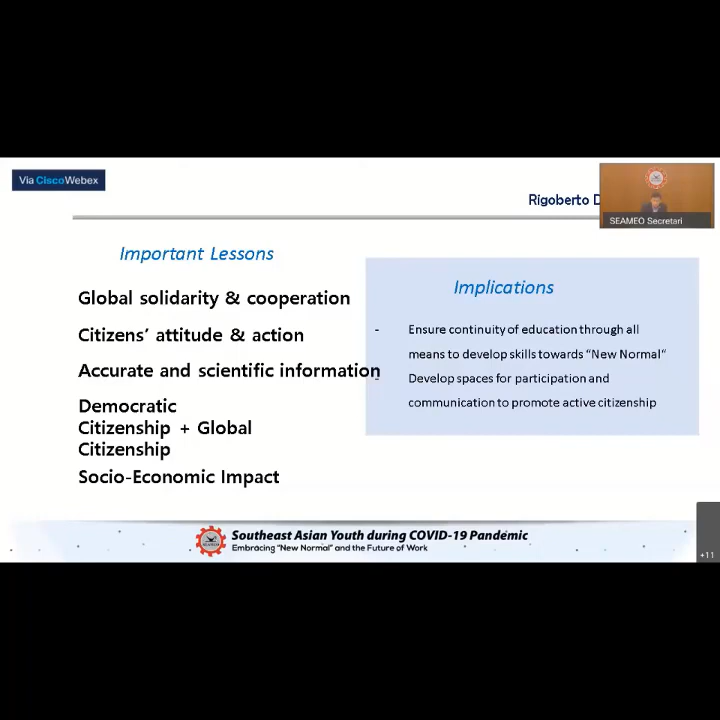 Via CiscoWebex
Rigoberto D
SEAMEO Secretari
Important Lessons
Global solidarity & cooperation
Citizens’ attitude & action
Accurate and scientific information
Democratic
Citizenship + Global
Citizenship
Socio-Economic Impact
Implications
- Ensure continuity of education through all
means to develop skills towards “New Normal“
- Develop spaces for participation and
communication to promote active citizenship
Southeast Asian Youth during COVID-19 Pandemic
Embracing “New Normal” and the Future of Work
+11